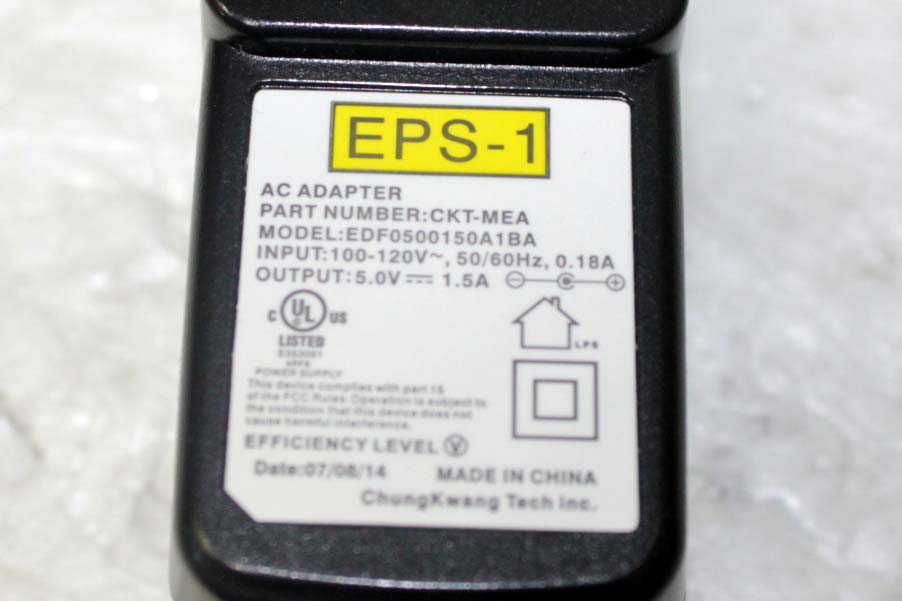 EPS-1
AC ADAPTER
PART NUMBER:CKT-MEA
MODEL:EDF0500150A1BA
INPUT:100-120V~, 50/60Hz, 0.18A
OUTPUT:5.0V⎓ 1.5A
C UL US
LISTED
LPS
POWER SUPPLY
This device complies with part 15
of the FCC Rules. Operation is subject to
the condition that this device does not
cause harmful interference.
EFFICIENCY LEVEL V
Date:07/08/14 MADE IN CHINA
ChungKwang Tech Inc.